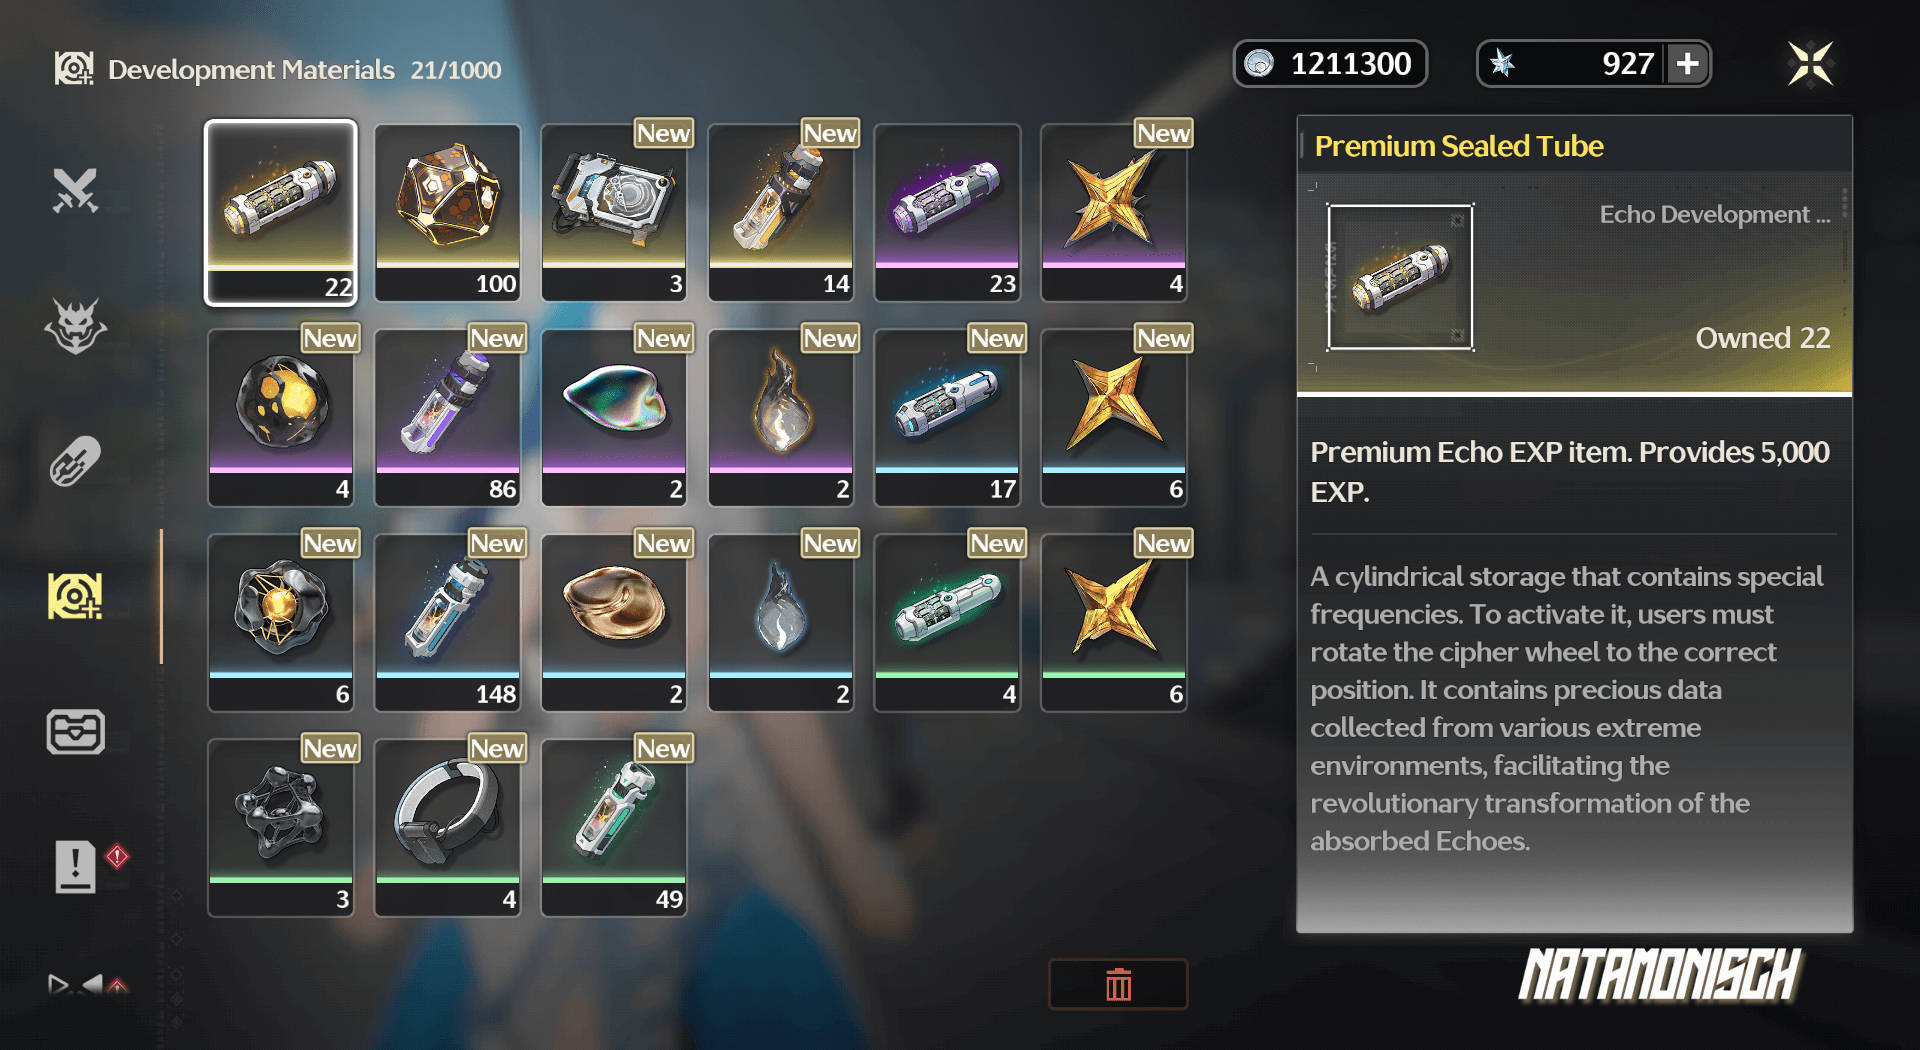 Development Materials 21/1000
1211300
927
22
100
New
3
New
14
23
New
4
New
4
New
86
New
2
New
2
New
17
New
6
New
6
New
148
New
2
New
2
New
4
New
6
New
3
New
4
New
49
Premium Sealed Tube
Echo Development ...
Owned 22
Premium Echo EXP item. Provides 5,000
EXP.
A cylindrical storage that contains special
frequencies. To activate it, users must
rotate the cipher wheel to the correct
position. It contains precious data
collected from various extreme
environments, facilitating the
revolutionary transformation of the
absorbed Echoes.
NATAMONISCH